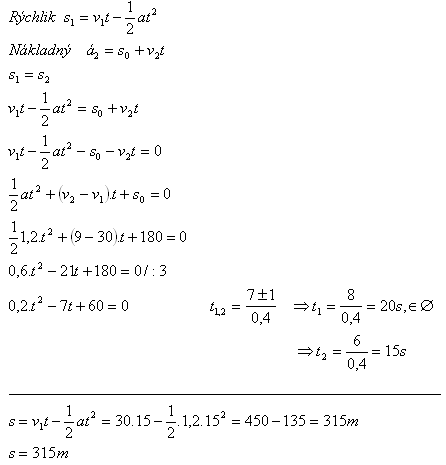 Rýchlik s₁ = v₁t − 1/2 at²
Nákladný á₂ = s₀ + v₂t
s₁ = s₂
v₁t − 1/2 at² = s₀ + v₂t
v₁t − 1/2 at² − s₀ − v₂t = 0
1/2 at² + (v₂ − v₁).t + s₀ = 0
1/2 1,2.t² + (9 − 30).t + 180 = 0
0,6.t² − 21t + 180 = 0 / : 3
0,2.t² − 7t + 60 = 0 t₁,₂ = (7 ± 1)/0,4 ⇒ t₁ = 8/0,4 = 20s, ∈ ∅
⇒ t₂ = 6/0,4 = 15s
s = v₁t − 1/2 at² = 30.15 − 1/2 .1,2.15² = 450 − 135 = 315m
s = 315m